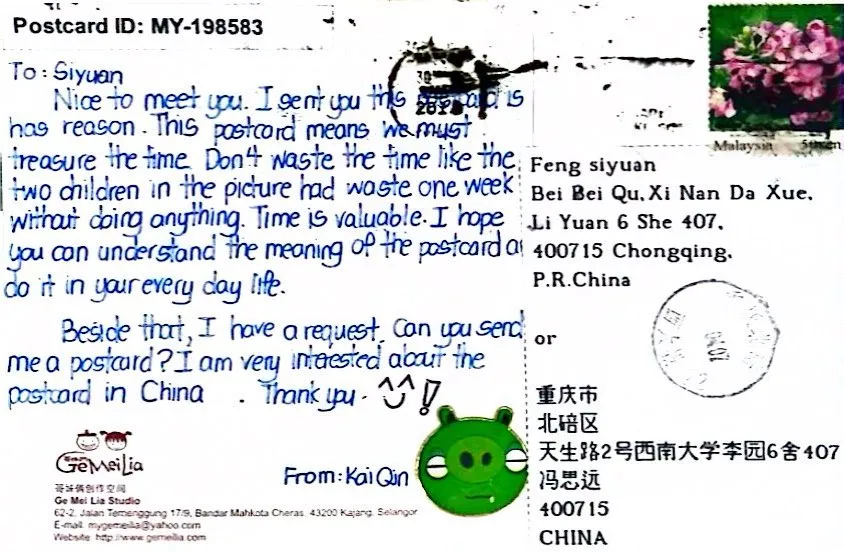 Postcard ID: MY-198583
To: Siyuan
Nice to meet you. I sent you this postcard is
has reason. This postcard means we must
treasure the time. Don't waste the time like the
two children in the picture had waste one week
without doing anything. Time is valuable. I hope
you can understand the meaning of the postcard a
do it in your every day life.
Beside that, I have a request. Can you send
me a postcard? I am very interested about the
postcard in China . Thank you. ^^!
From: Kai Qin
GeMeiLia
哥妹俩创作空间
Ge Mei Lia Studio
62-2, Jalan Temenggung 17/9, Bandar Mahkota Cheras, 43200 Kajang, Selangor
E-mail: mygemeilia@yahoo.com
Website: http://www.gemeilia.com
Malaysia 5
Feng siyuan
Bei Bei Qu, Xi Nan Da Xue,
Li Yuan 6 She 407,
400715 Chongqing,
P.R.China
or
重庆市
北碚区
天生路2号西南大学李园6舍407
冯思远
400715
CHINA